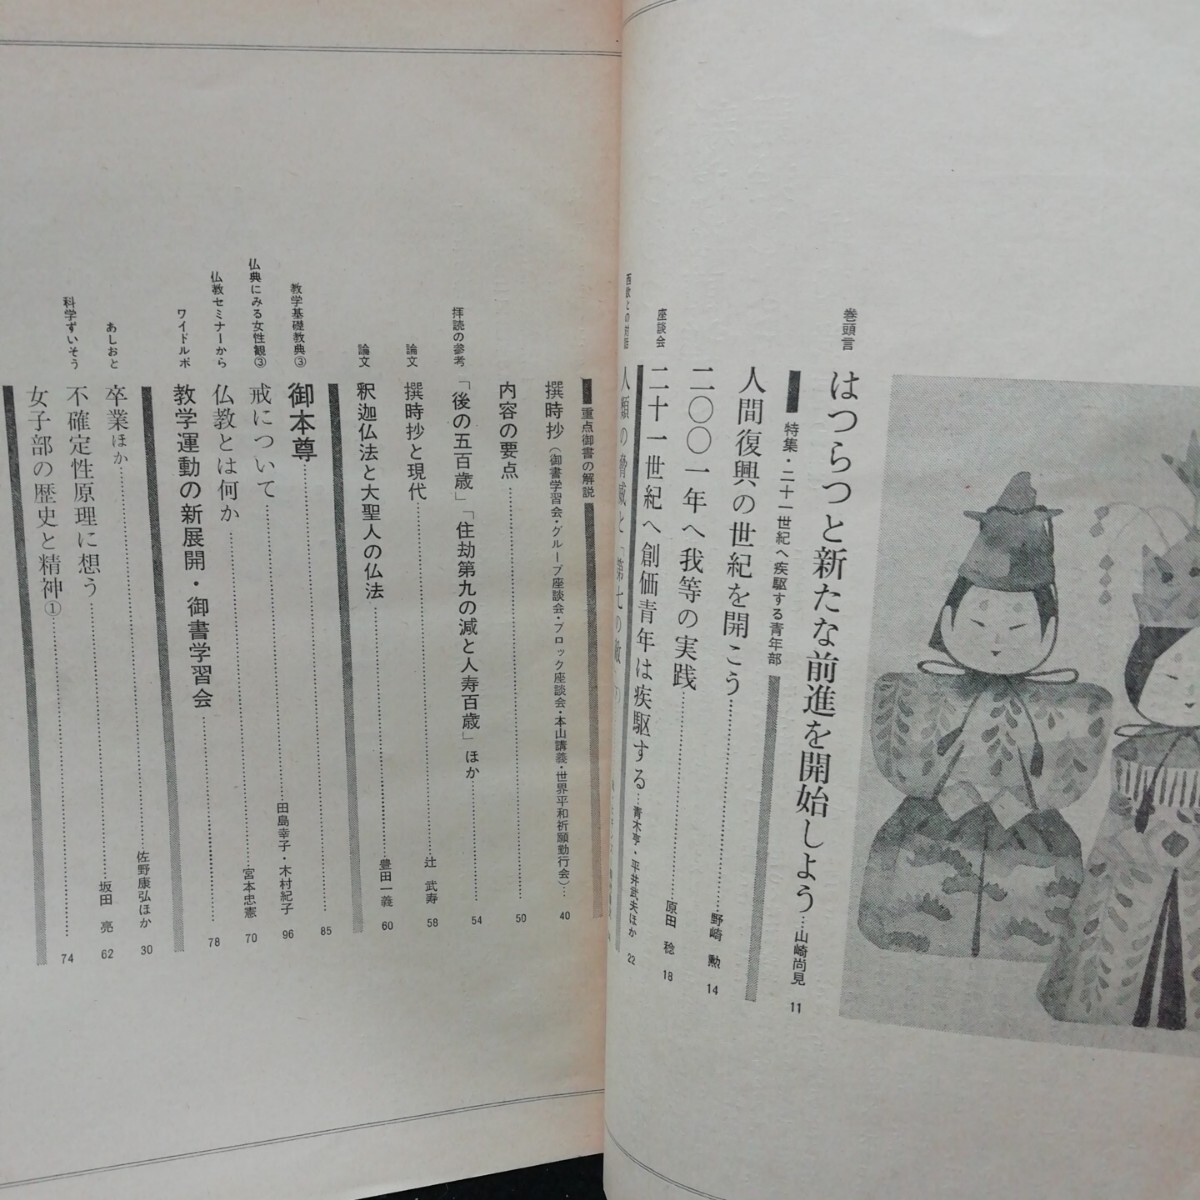 巻頭言 はつらつと新たな前進を開始しよう…山崎尚見 11
特集・二十一世紀へ疾駆する青年部
人間復興の世紀を開こう……野崎 勲 14
二〇〇一年へ我等の実践……原田 稔 18
座談会 二十一世紀へ創価青年は疾駆する…青木亨・平井武夫ほか 22
人類の脅威と「第七の敵
重点御書の解説
撰時抄（御書学習会・グループ座談会・ブロック座談会・本山講義・世界平和祈願勤行会）… 40
内容の要点…… 50
拝読の参考 「後の五百歳」「住劫第九の減と人寿百歳」ほか…… 54
論文 撰時抄と現代……辻 武寿 58
論文 釈迦仏法と大聖人の仏法……豊田一義 60
教学基礎教典③ 御本尊…… 85
仏典にみる女性観③ 戒について……田島幸子・木村紀子 96
仏教セミナーから 仏教とは何か……宮本忠憲 70
ワイドルポ 教学運動の新展開・御書学習会…… 78
あしおと 卒業ほか……佐野康弘ほか 30
科学ずいそう 不確定性原理に想う……坂田 亮 62
女子部の歴史と精神①…… 74